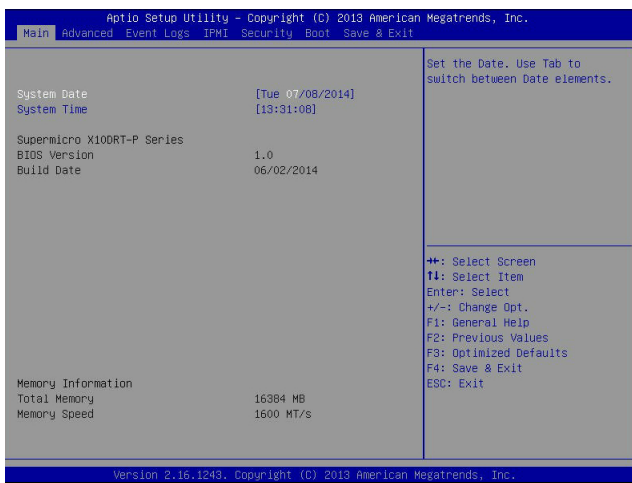 Aptio Setup Utility – Copyright (C) 2013 American Megatrends, Inc.
Main Advanced Event Logs IPMI Security Boot Save & Exit
System Date [Tue 07/08/2014]
System Time [13:31:08]
Supermicro X10DRT-P Series
BIOS Version 1.0
Build Date 06/02/2014
Memory Information
Total Memory 16384 MB
Memory Speed 1600 MT/s
Set the Date. Use Tab to
switch between Date elements.
→←: Select Screen
↑↓: Select Item
Enter: Select
+/-: Change Opt.
F1: General Help
F2: Previous Values
F3: Optimized Defaults
F4: Save & Exit
ESC: Exit
Version 2.16.1243. Copyright (C) 2013 American Megatrends, Inc.